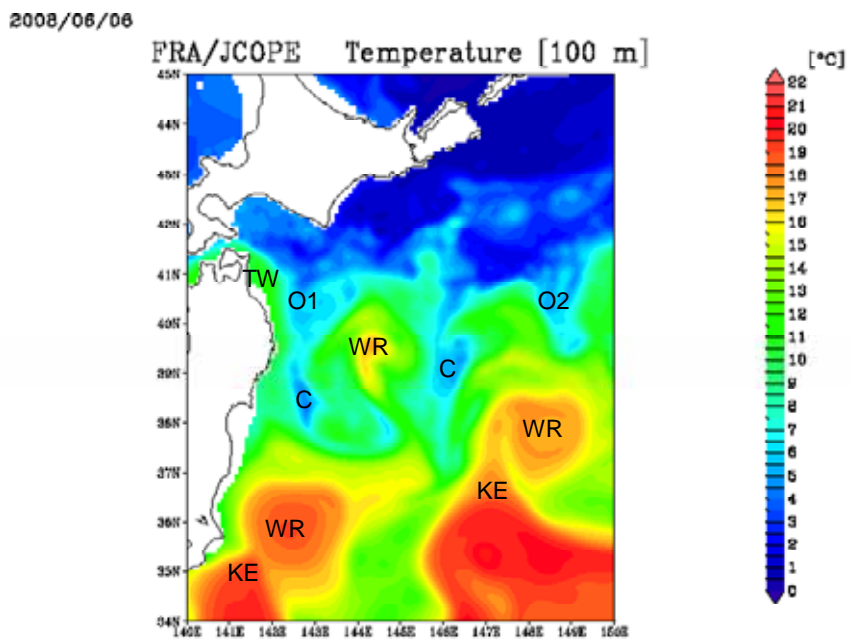 2008/06/06
FRA/JCOPE Temperature [100 m]
[°C]
45N
44N
43N
42N
41N
40N
39N
38N
37N
36N
35N
34N
140E 141E 142E 143E 144E 145E 146E 147E 148E 149E 150E
22
21
20
19
18
17
16
15
14
13
12
11
10
9
8
7
6
5
4
3
2
1
0
TW
O1
O2
WR
C
C
WR
KE
WR
KE